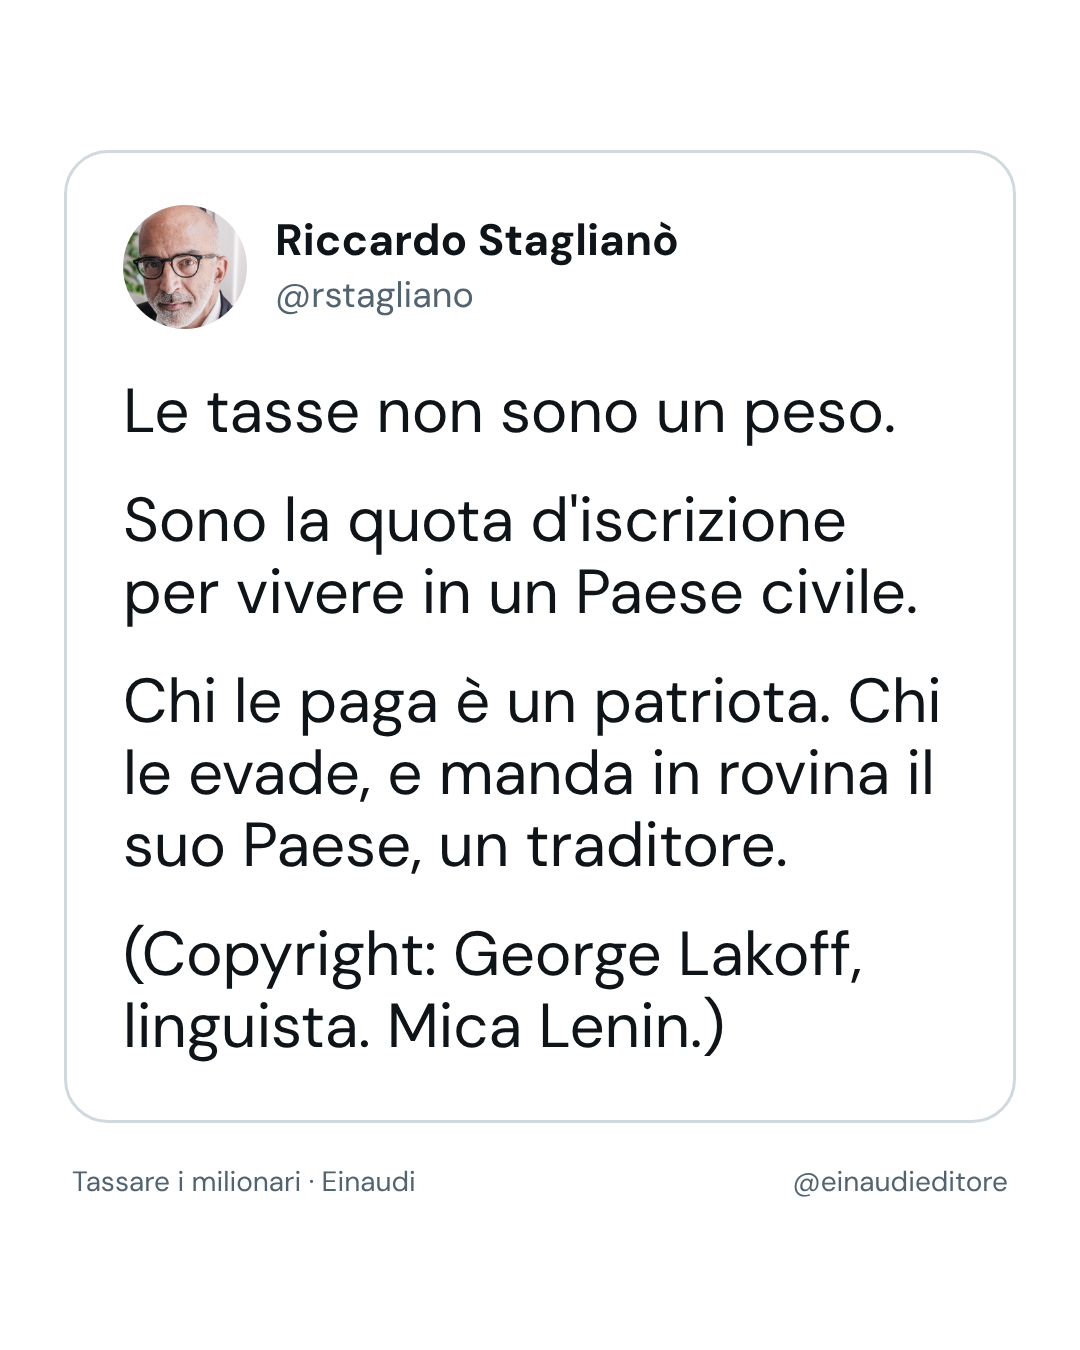 Riccardo Staglianò
@rstagliano
Le tasse non sono un peso.
Sono la quota d'iscrizione
per vivere in un Paese civile.
Chi le paga è un patriota. Chi
le evade, e manda in rovina il
suo Paese, un traditore.
(Copyright: George Lakoff,
linguista. Mica Lenin.)
Tassare i milionari · Einaudi
@einaudieditore